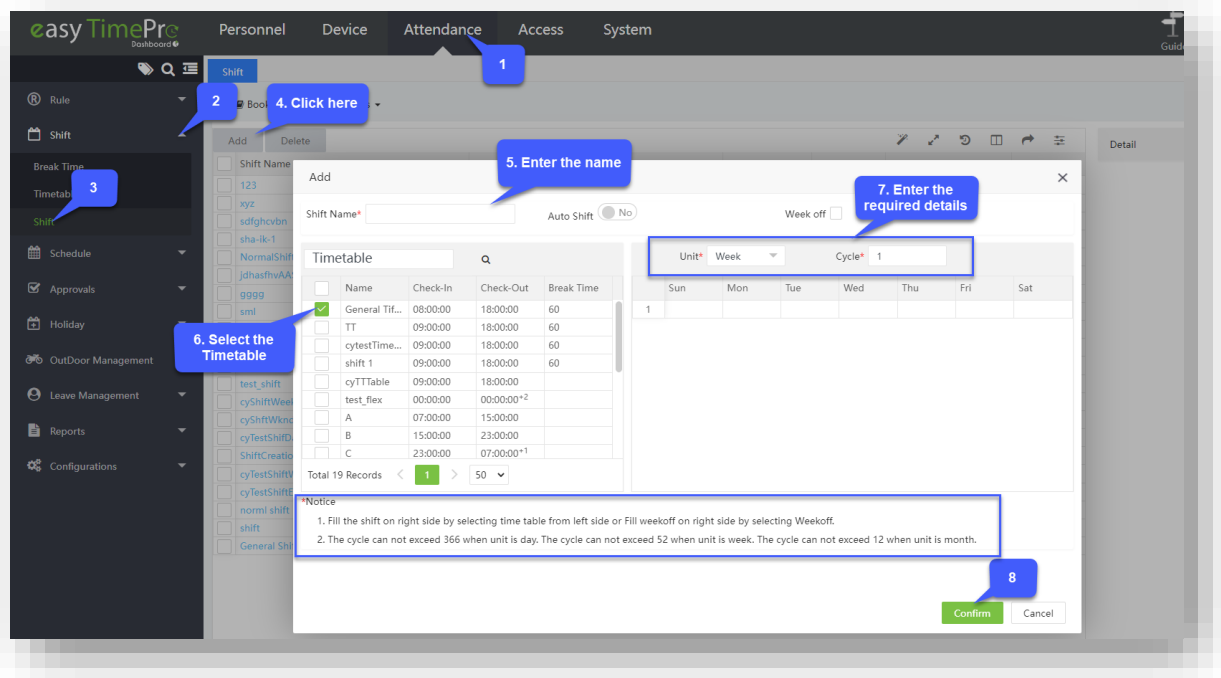 easy TimePro
Dashboard
Personnel Device Attendance Access System
Guide
1
Shift
Rule
2
4. Click here
Shift
Add Delete
Detail
Break Time
Timetab
3
Shift
Schedule
Approvals
Holiday
OutDoor Management
Leave Management
Reports
Configurations
Shift Name
123
xyz
sdfghcvbn
sha-ik-1
NormalShift
jdhasfhvAAS
gggg
sml
test_shift
cyShiftWeek
cyShftWkno
cyTestShifD
ShiftCreatio
cyTestShiftW
cyTestShiftE
norml shift
shift
General Shi
Add
5. Enter the name
7. Enter the
required details
Shift Name* Auto Shift No Week off
Timetable
Unit* Week Cycle* 1
Name Check-In Check-Out Break Time
General Tif... 08:00:00 18:00:00 60
TT 09:00:00 18:00:00 60
cytestTime... 09:00:00 18:00:00 60
shift 1 09:00:00 18:00:00 60
cyTTTable 09:00:00 18:00:00
test_flex 00:00:00 00:00:00+2
A 07:00:00 15:00:00
B 15:00:00 23:00:00
C 23:00:00 07:00:00+1
Total 19 Records < 1 > 50
Sun Mon Tue Wed Thu Fri Sat
1
6. Select the
Timetable
*Notice
1. Fill the shift on right side by selecting time table from left side or Fill weekoff on right side by selecting Weekoff.
2. The cycle can not exceed 366 when unit is day. The cycle can not exceed 52 when unit is week. The cycle can not exceed 12 when unit is month.
8
Confirm Cancel